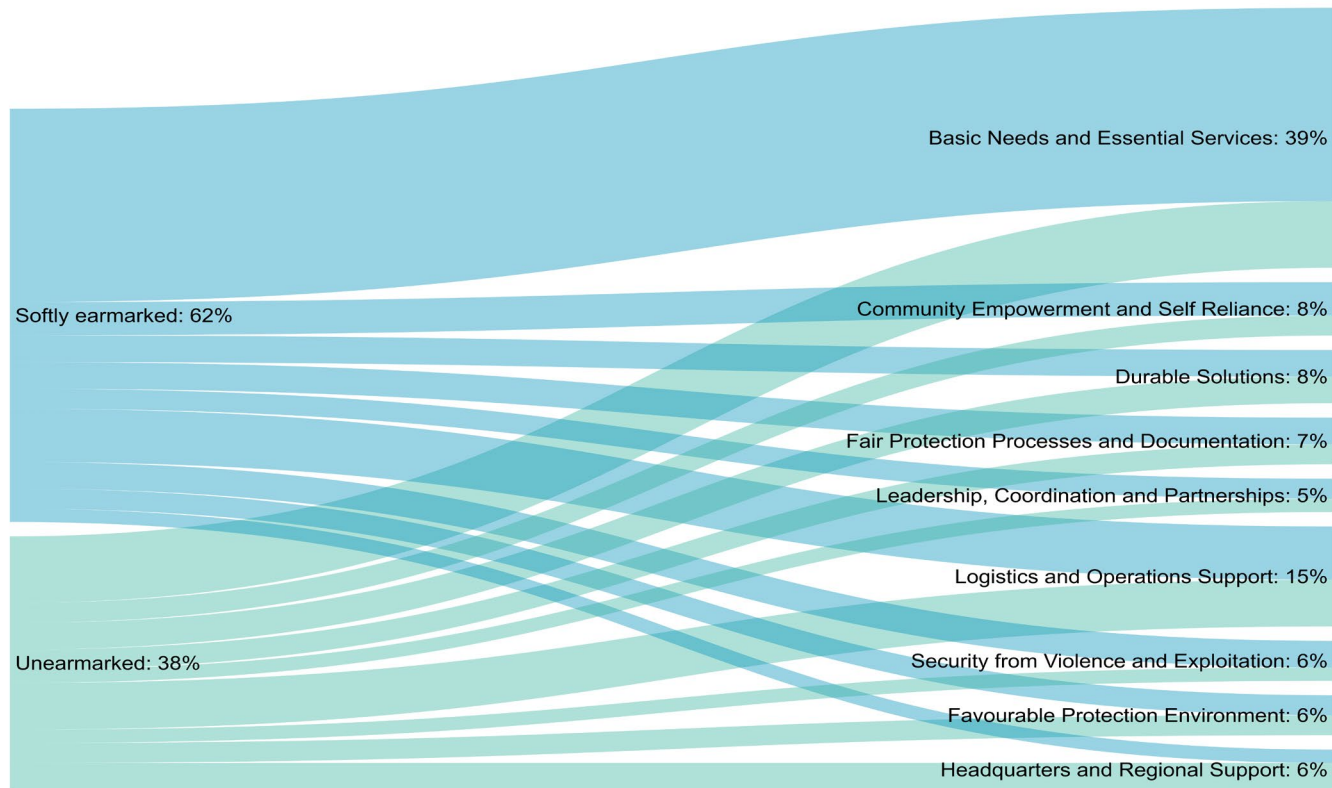 Basic Needs and Essential Services: 39%
Softly earmarked: 62%
Community Empowerment and Self Reliance: 8%
Durable Solutions: 8%
Fair Protection Processes and Documentation: 7%
Leadership, Coordination and Partnerships: 5%
Logistics and Operations Support: 15%
Unearmarked: 38%
Security from Violence and Exploitation: 6%
Favourable Protection Environment: 6%
Headquarters and Regional Support: 6%